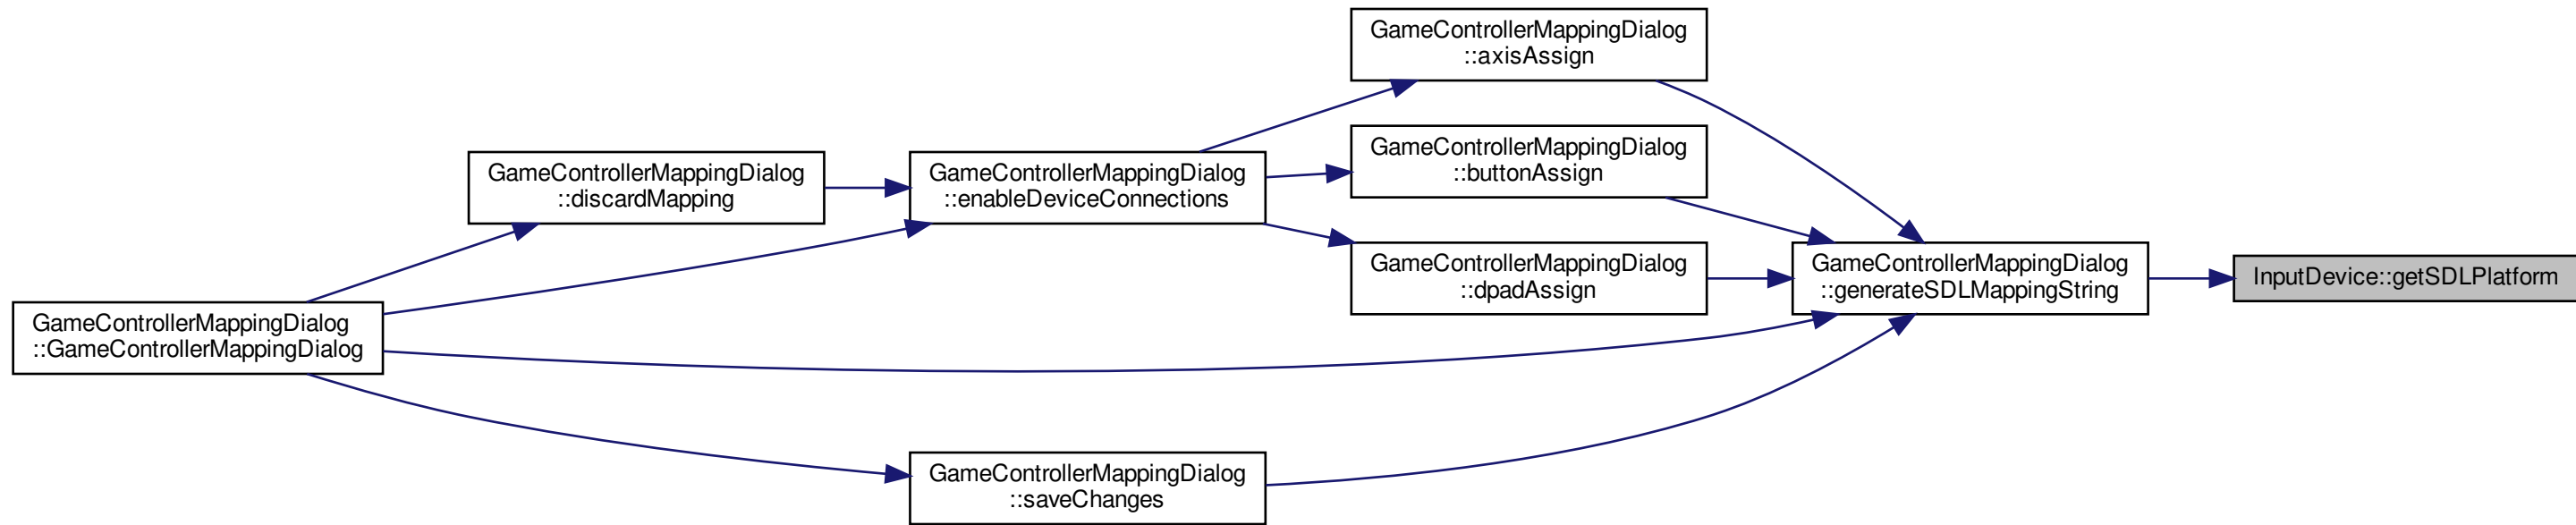 GameControllerMappingDialog
::axisAssign
GameControllerMappingDialog
::buttonAssign
GameControllerMappingDialog
::discardMapping
GameControllerMappingDialog
::enableDeviceConnections
GameControllerMappingDialog
::dpadAssign
GameControllerMappingDialog
::generateSDLMappingString
InputDevice::getSDLPlatform
GameControllerMappingDialog
::GameControllerMappingDialog
GameControllerMappingDialog
::saveChanges